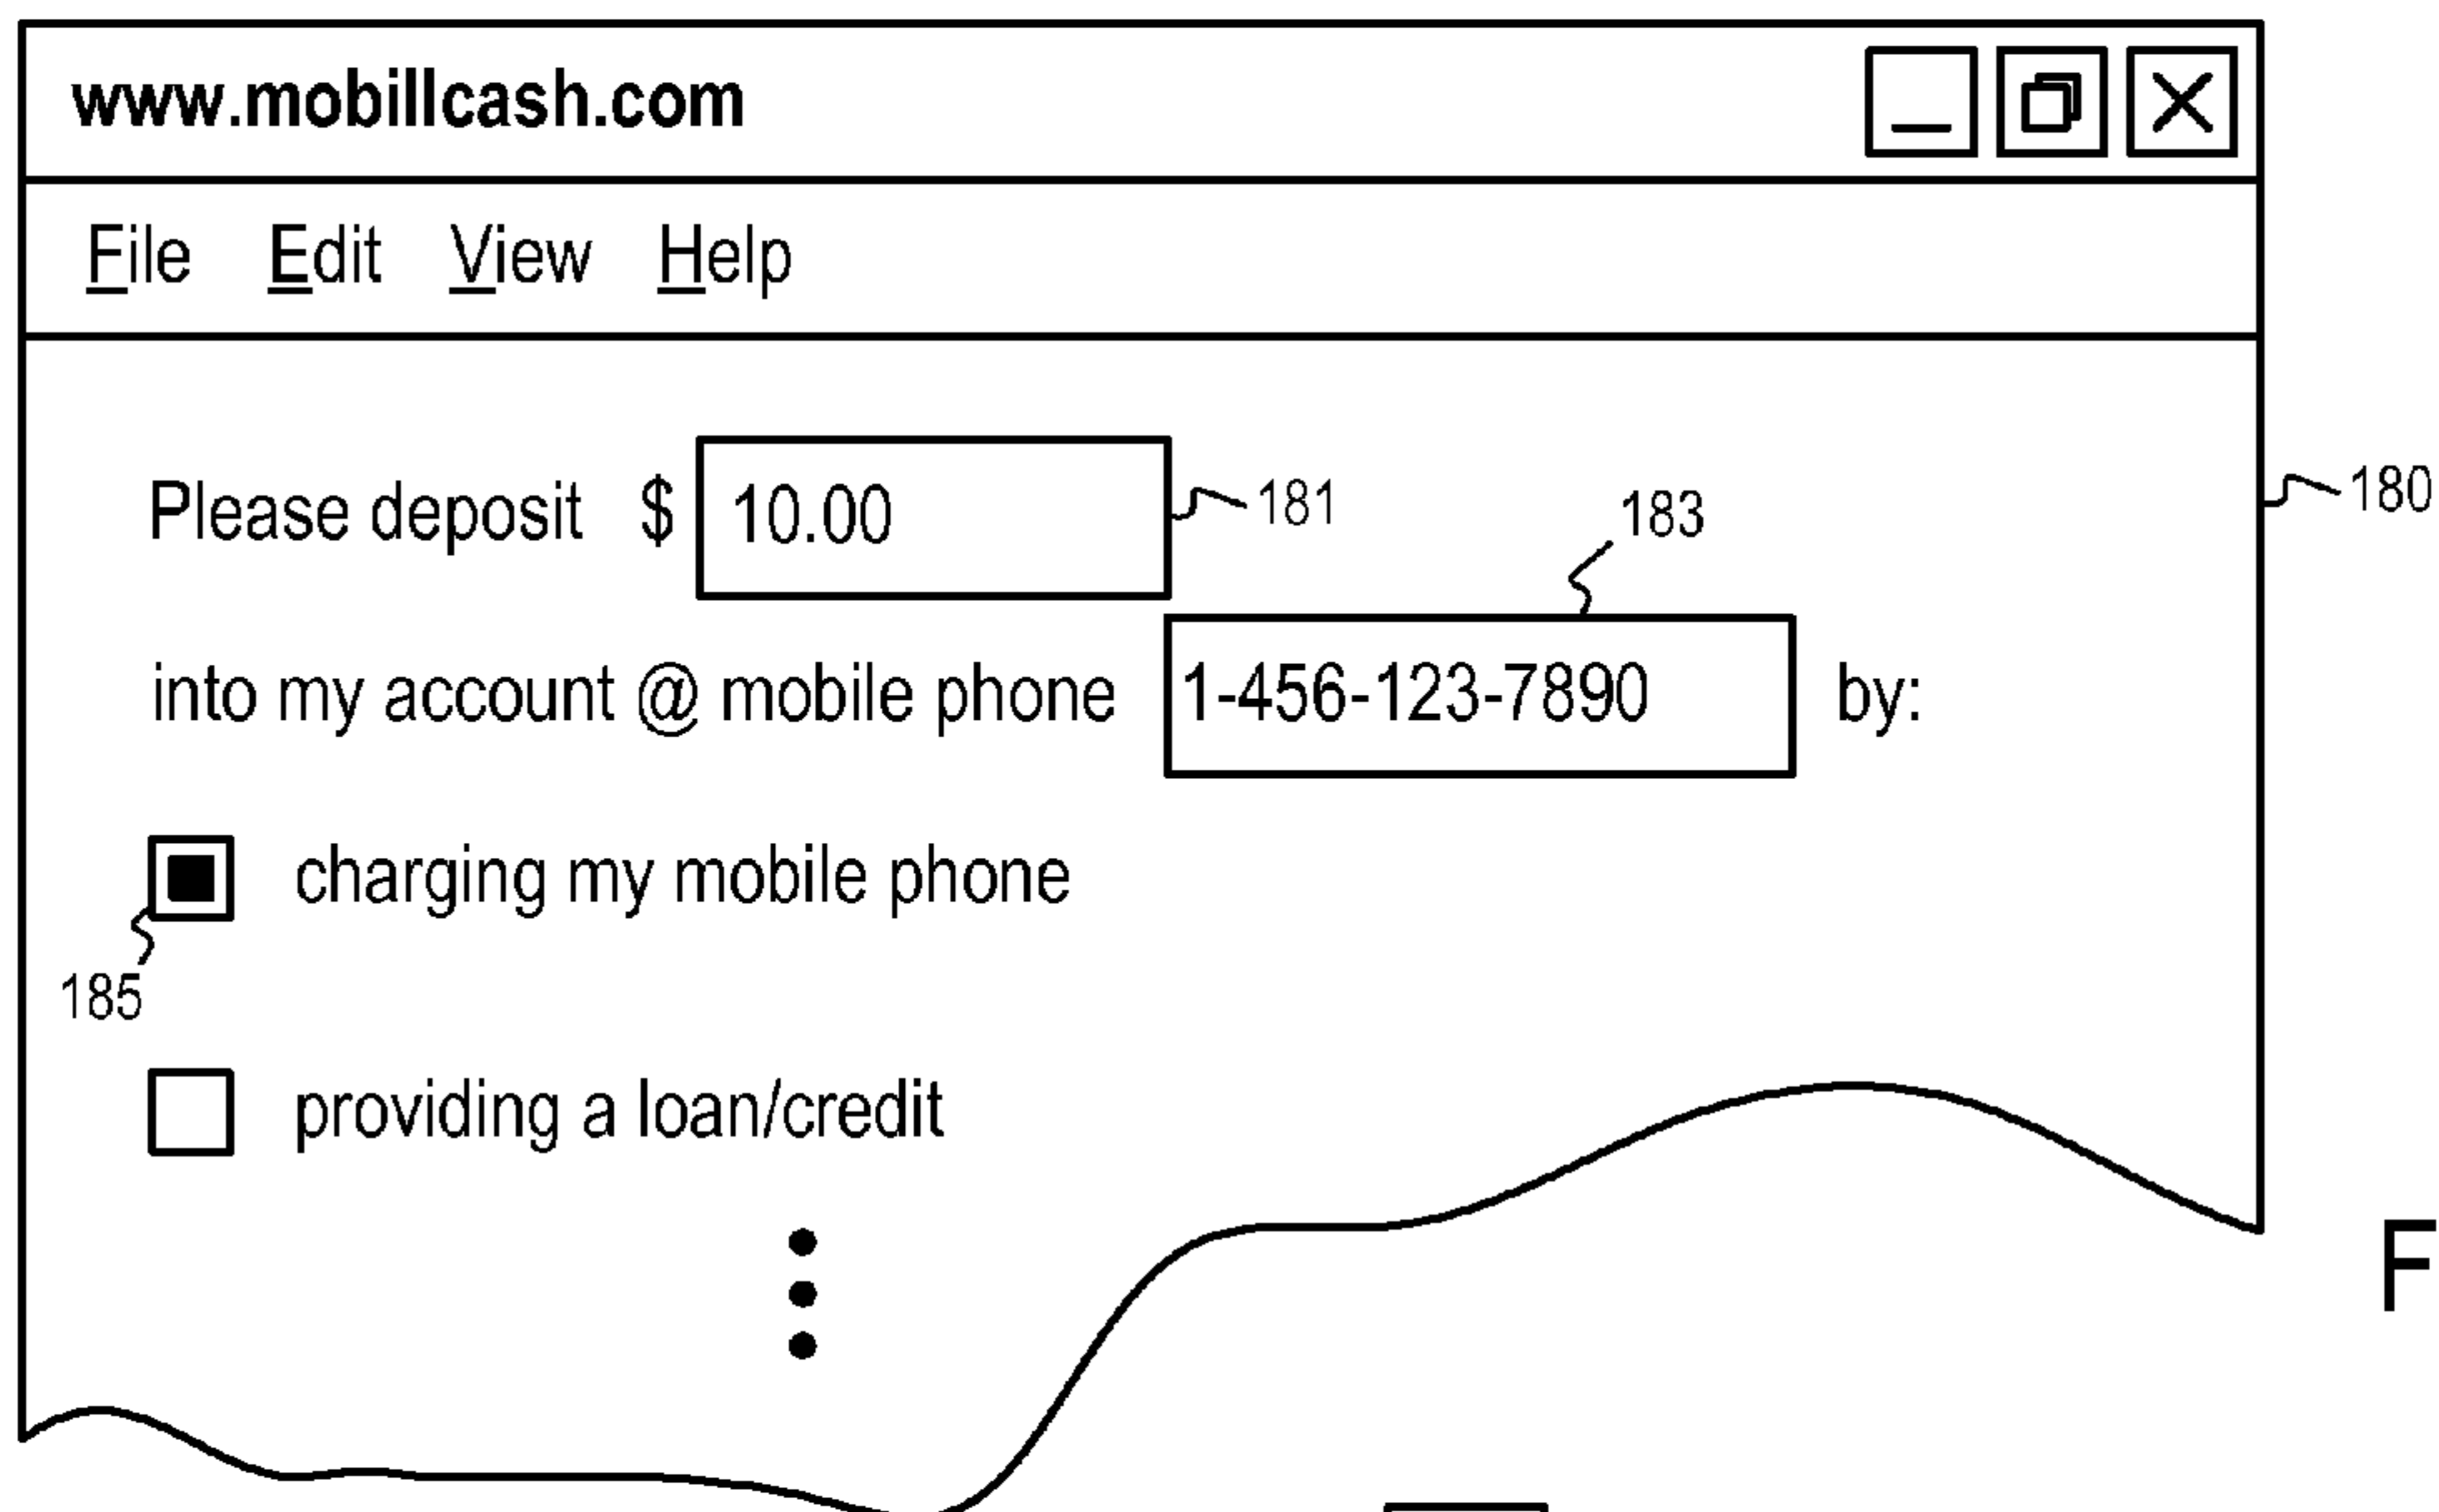 www.mobillcash.com
File Edit View Help
Please deposit $ 10.00 181
180
183
into my account @ mobile phone 1-456-123-7890 by:
charging my mobile phone
185
providing a loan/credit
F